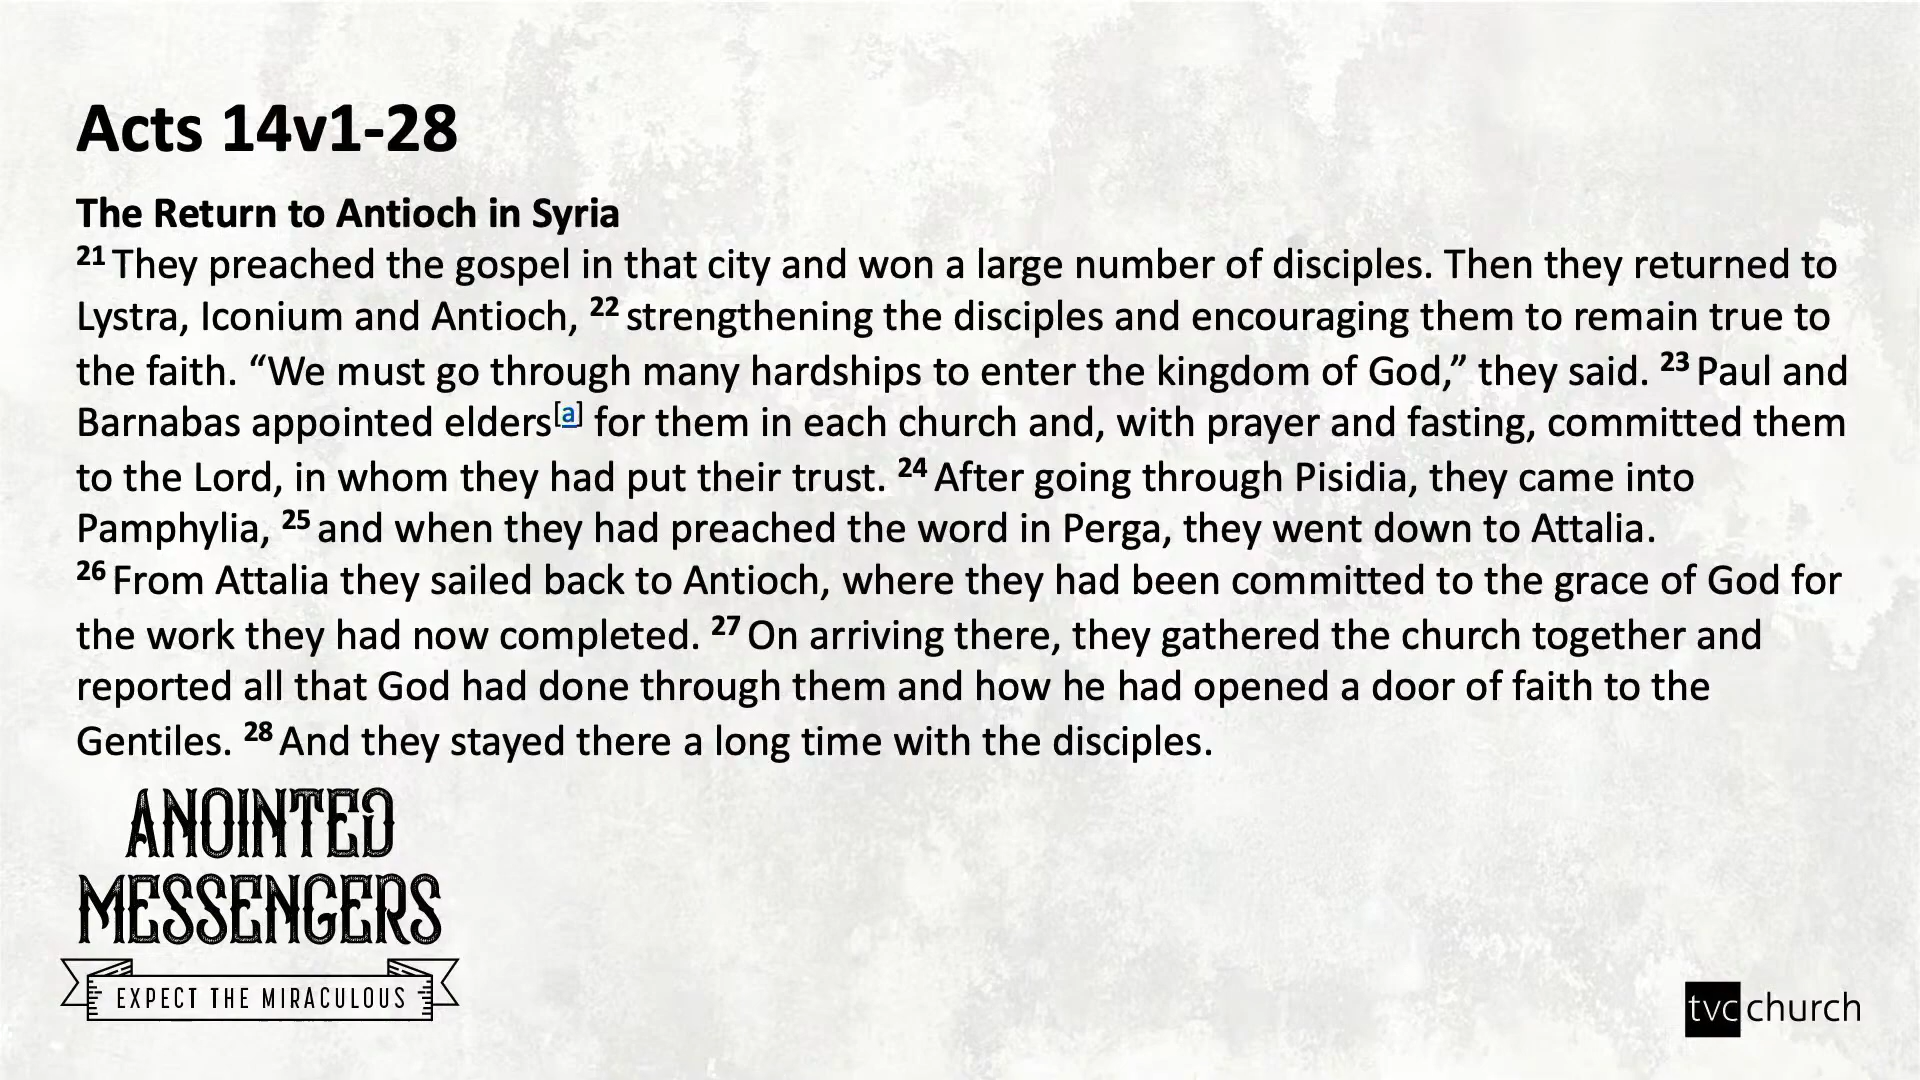 Acts 14v1-28
The Return to Antioch in Syria
21 They preached the gospel in that city and won a large number of disciples. Then they returned to
Lystra, Iconium and Antioch, 22 strengthening the disciples and encouraging them to remain true to
the faith. “We must go through many hardships to enter the kingdom of God,” they said. 23 Paul and
Barnabas appointed elders[a] for them in each church and, with prayer and fasting, committed them
to the Lord, in whom they had put their trust. 24 After going through Pisidia, they came into
Pamphylia, 25 and when they had preached the word in Perga, they went down to Attalia.
26 From Attalia they sailed back to Antioch, where they had been committed to the grace of God for
the work they had now completed. 27 On arriving there, they gathered the church together and
reported all that God had done through them and how he had opened a door of faith to the
Gentiles. 28 And they stayed there a long time with the disciples.
ANOINTED
MESSENGERS
EXPECT THE MIRACULOUS
tvc church